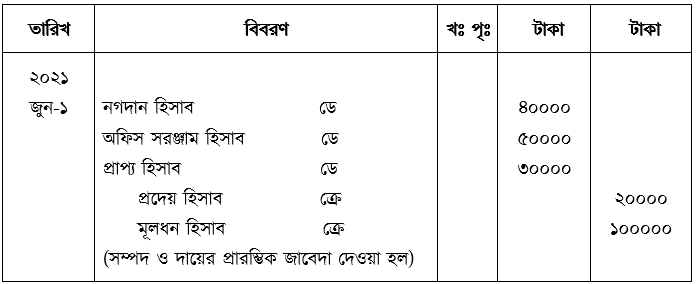 তারিখ বিবরণ খঃ পৃঃ টাকা টাকা
২০২১
জুন-১ নগদান হিসাব ডে ৪০০০০
অফিস সরঞ্জাম হিসাব ডে ৫০০০০
প্রাপ্য হিসাব ডে ৩০০০০
প্রদেয় হিসাব ক্রে ২০০০০
মূলধন হিসাব ক্রে ১০০০০০
(সম্পদ ও দায়ের প্রারম্ভিক জাবেদা দেওয়া হল)